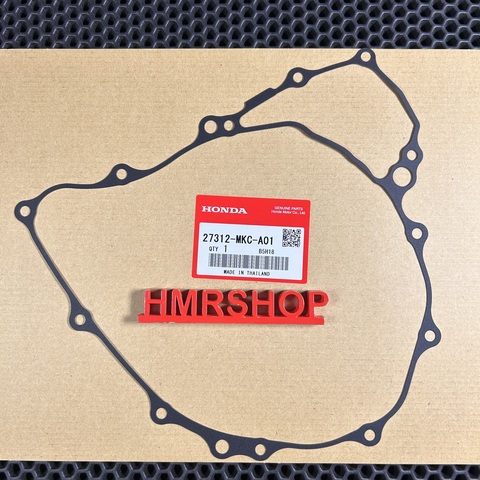 HONDA
GENUINE PARTS
Honda Motor Co., Ltd.
27312-MKC-A01
QTY 1 B5R18
MADE IN THAILAND
HMRSHOP